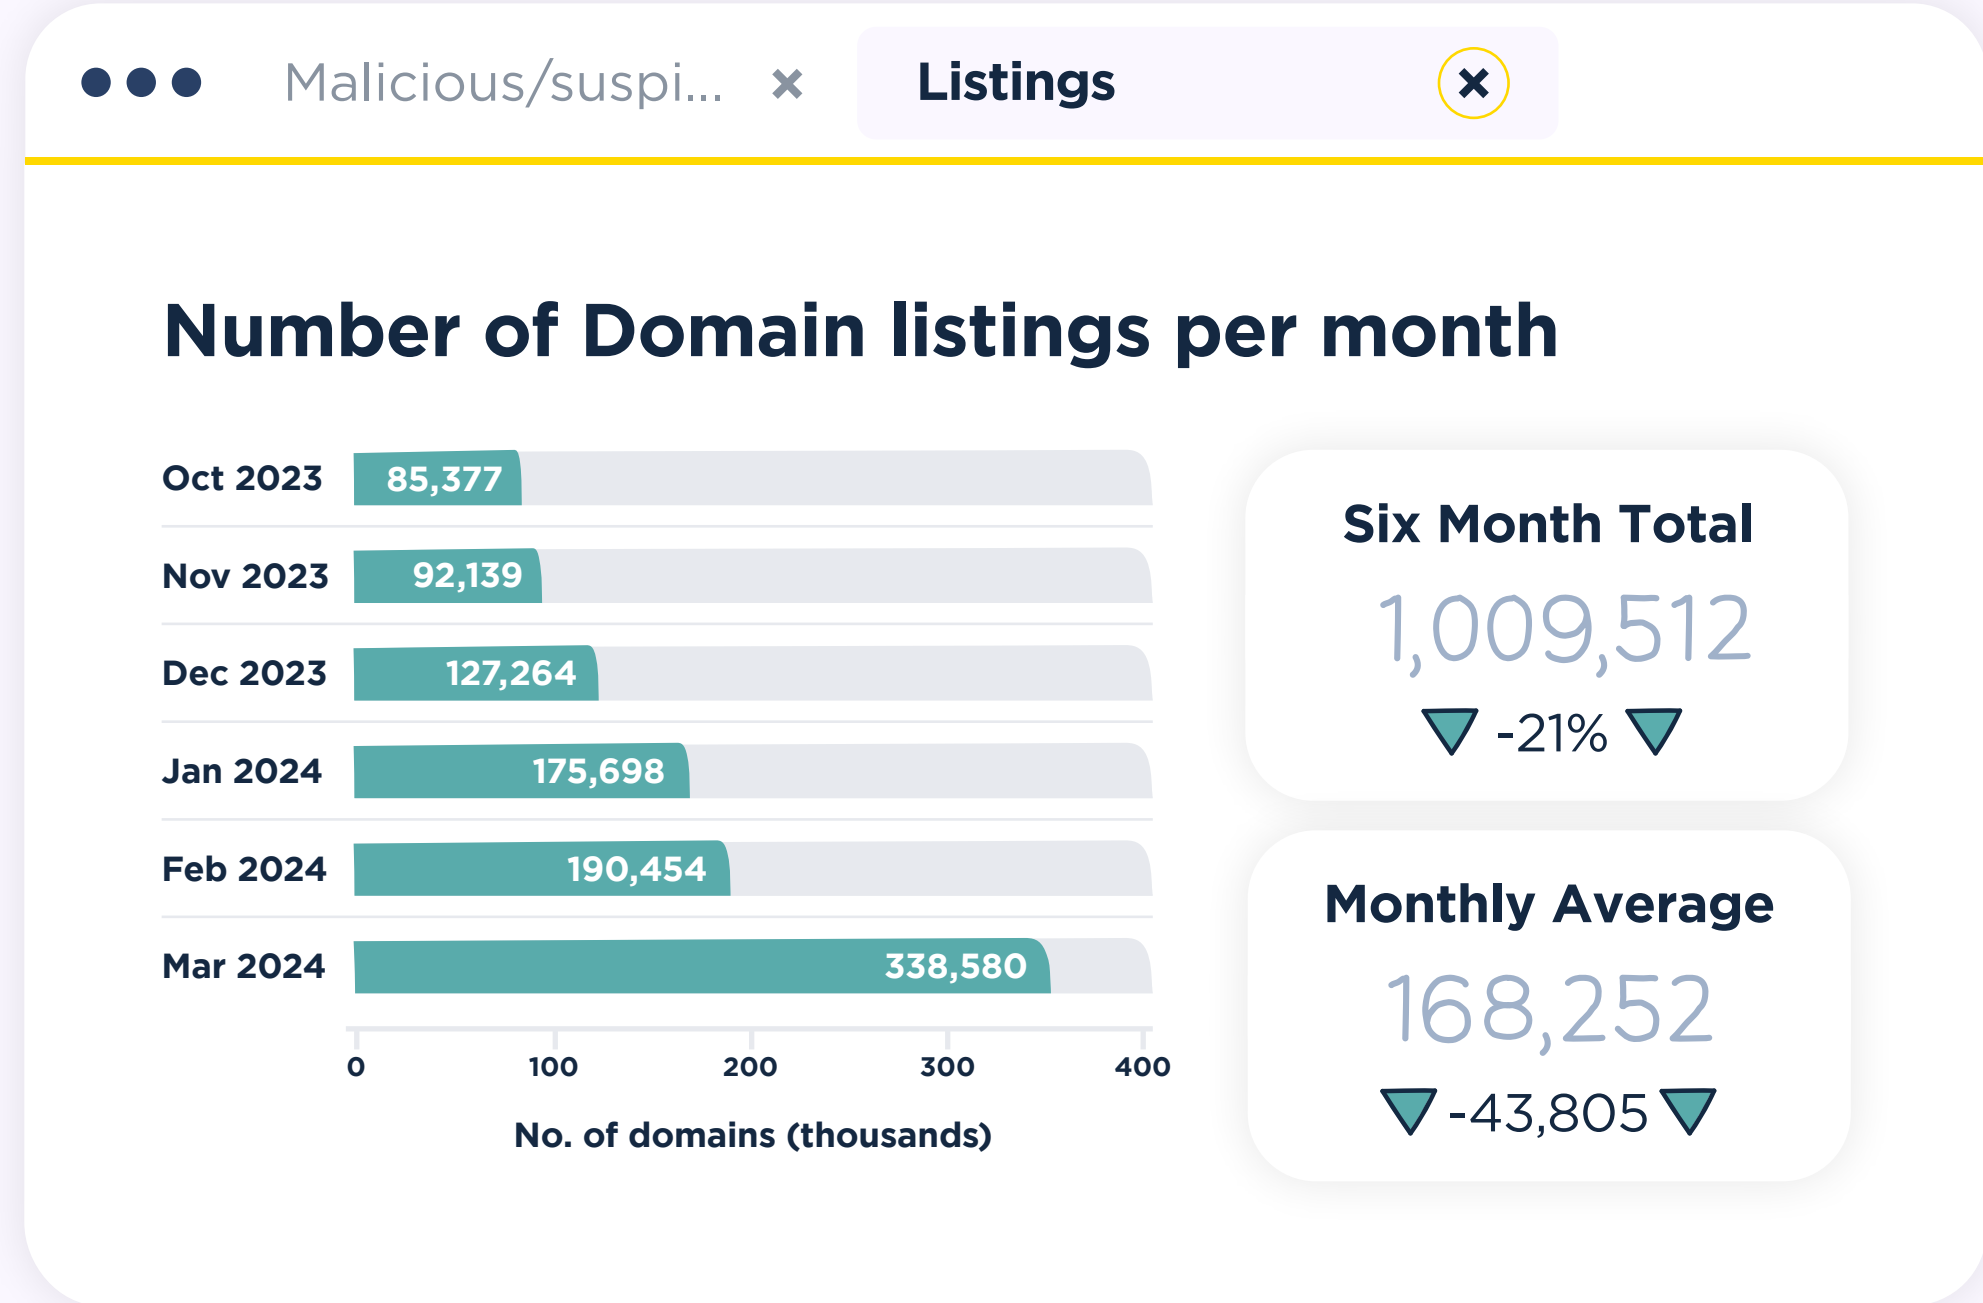 Malicious/suspi...
Listings
Number of Domain listings per month
Oct 2023 85,377
Nov 2023 92,139
Dec 2023 127,264
Jan 2024 175,698
Feb 2024 190,454
Mar 2024 338,580
0 100 200 300 400
No. of domains (thousands)
Six Month Total
1,009,512
-21%
Monthly Average
168,252
-43,805